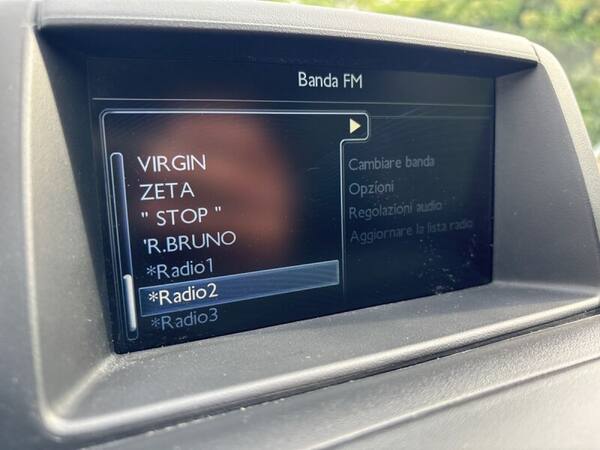 Banda FM
VIRGIN
ZETA
" STOP "
'R.BRUNO
*Radio1
*Radio2
*Radio3
Cambiare banda
Opzioni
Regolazioni audio
Aggiornare la lista radio